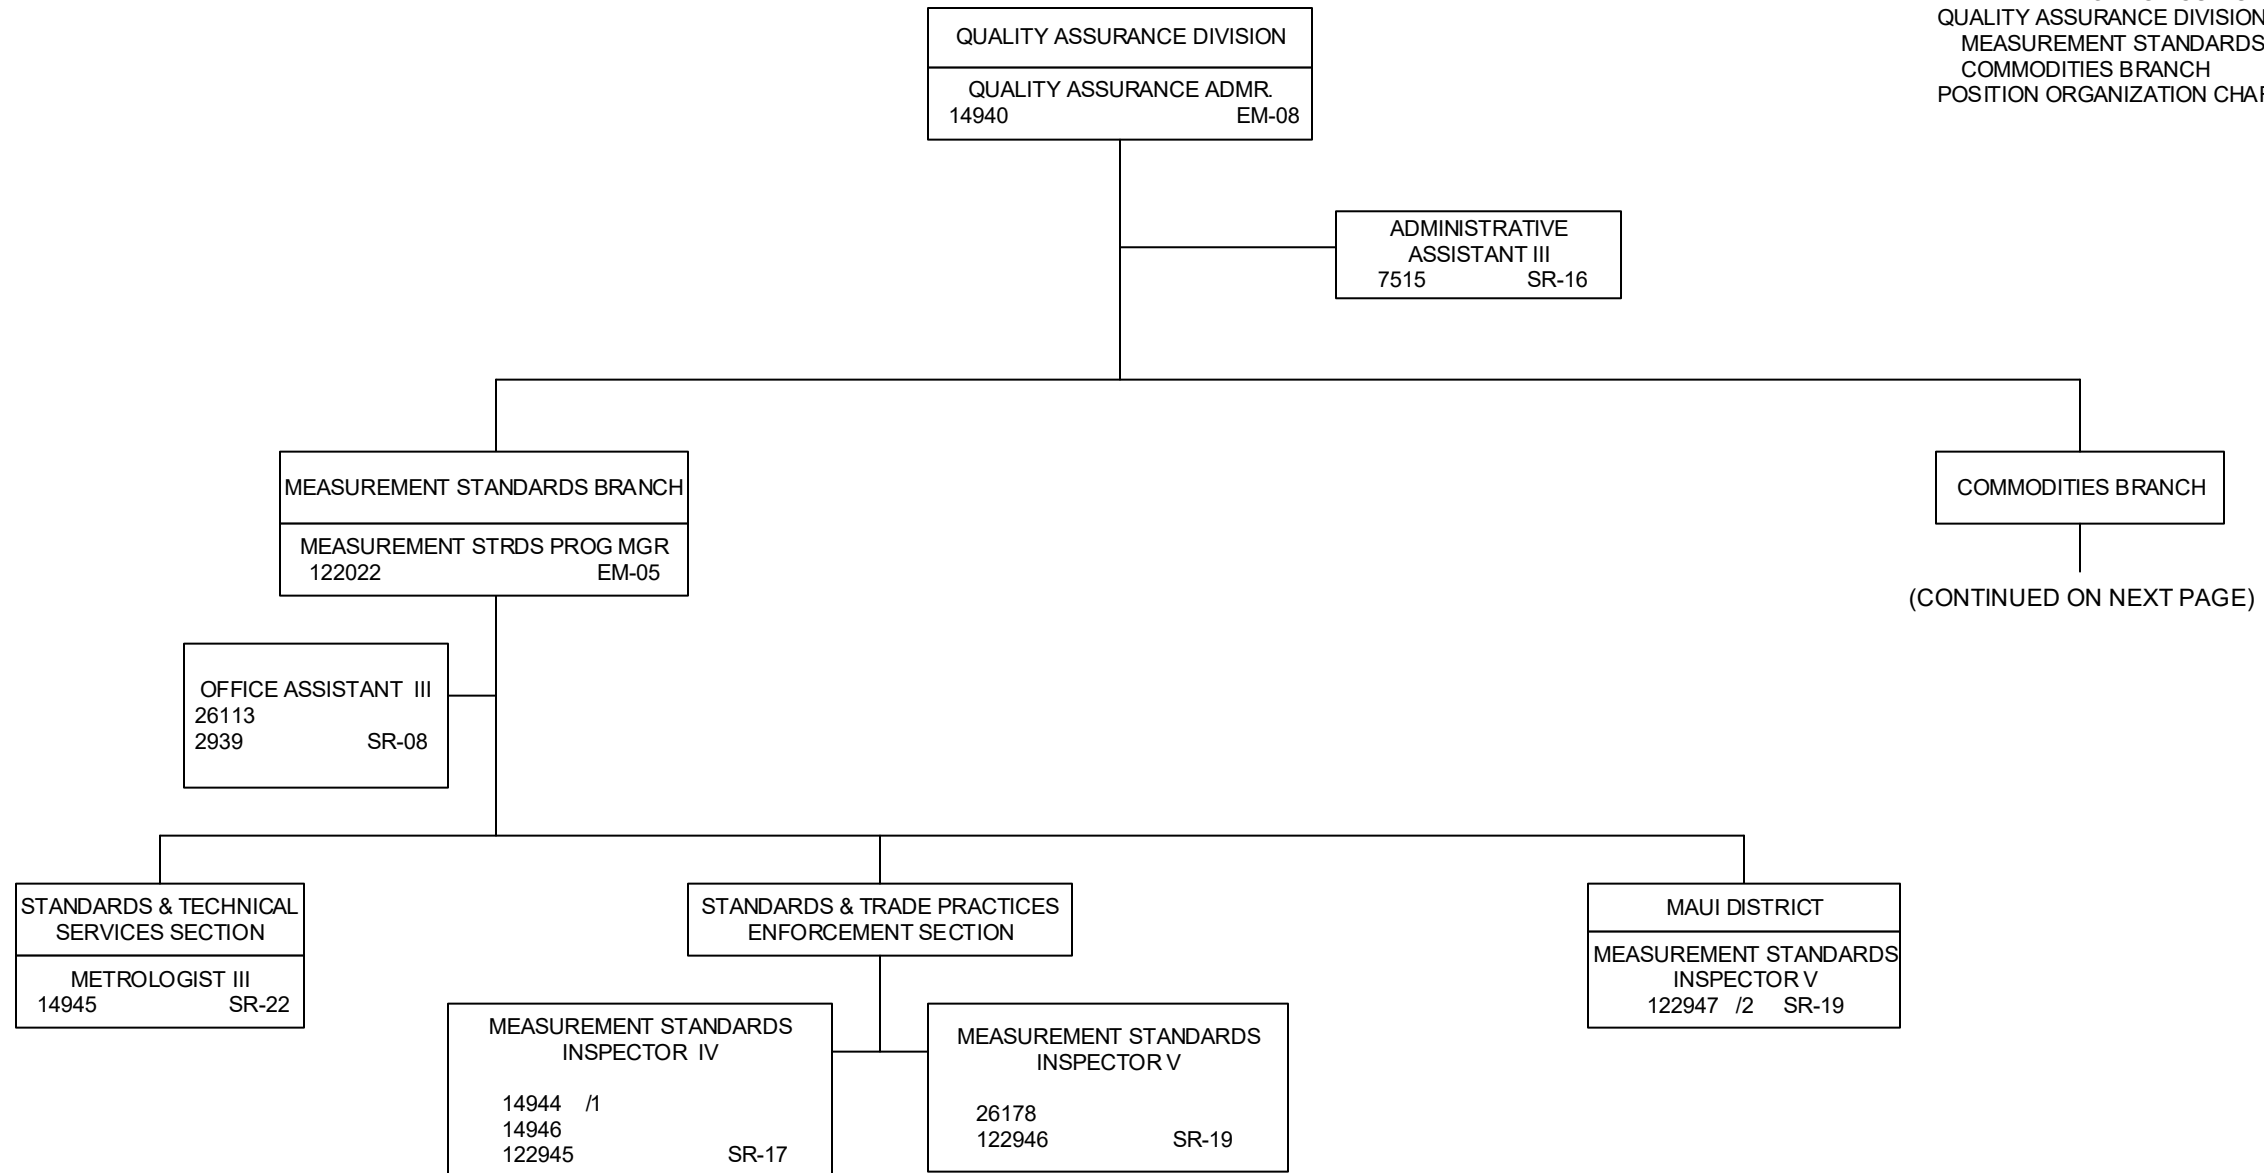 QUALITY ASSURANCE DIVISION
MEASUREMENT STANDARDS
COMMODITIES BRANCH
POSITION ORGANIZATION
QUALITY ASSURANCE DIVISION
QUALITY ASSURANCE ADMR.
14940 EM-08
ADMINISTRATIVE
ASSISTANT III
7515 SR-16
MEASUREMENT STANDARDS BRANCH
MEASUREMENT STRDS PROG MGR
122022 EM-05
COMMODITIES BRANCH
(CONTINUED ON NEXT PAGE)
OFFICE ASSISTANT III
26113
2939 SR-08
STANDARDS & TECHNICAL
SERVICES SECTION
METROLOGIST III
14945 SR-22
STANDARDS & TRADE PRACTICES
ENFORCEMENT SECTION
MEASUREMENT STANDARDS
INSPECTOR IV
14944 /1
14946
122945 SR-17
MEASUREMENT STANDARDS
INSPECTOR V
26178
122946 SR-19
MAUI DISTRICT
MEASUREMENT STANDARDS
INSPECTOR V
122947 /2 SR-19